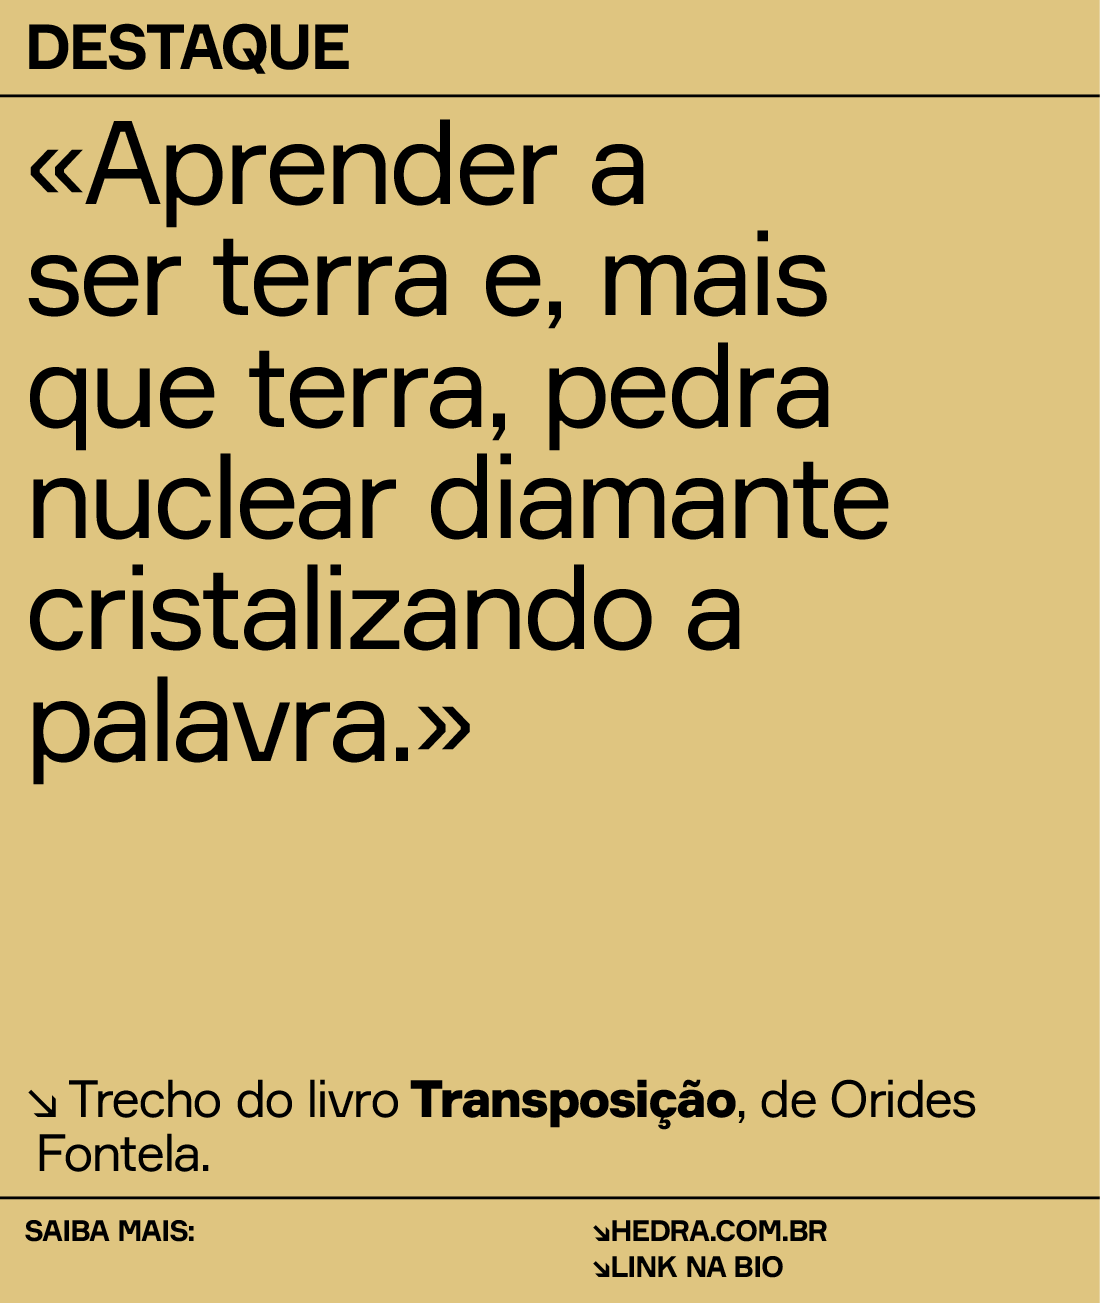 DESTAQUE
«Aprender a
ser terra e, mais
que terra, pedra
nuclear diamante
cristalizando a
palavra.»
↘ Trecho do livro Transposição, de Orides
Fontela.
SAIBA MAIS:
↘HEDRA.COM.BR
↘LINK NA BIO